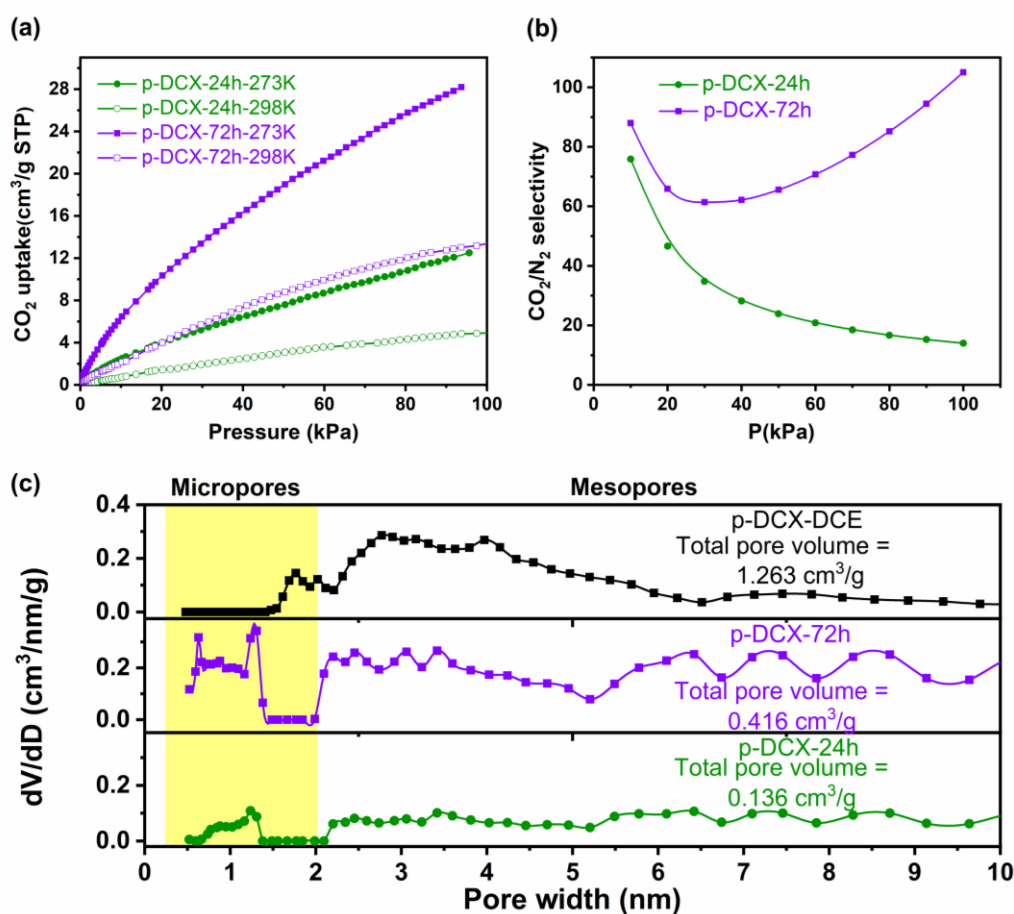 (a)
p-DCX-24h-273K
p-DCX-24h-298K
p-DCX-72h-273K
p-DCX-72h-298K
CO₂ uptake(cm³/g STP)
28
24
20
16
12
8
4
0
0
20
40
60
80
100
Pressure (kPa)
(b)
p-DCX-24h
p-DCX-72h
CO₂/N₂ selectivity
100
80
60
40
20
0
0
20
40
60
80
100
P(kPa)
(c)
Micropores
Mesopores
dV/dD (cm³/nm/g)
0.4
0.2
0.0
p-DCX-DCE
Total pore volume =
1.263 cm³/g
0.2
0.0
p-DCX-72h
Total pore volume =
0.416 cm³/g
0.2
0.0
p-DCX-24h
Total pore volume =
0.136 cm³/g
0
1
2
3
4
5
6
7
8
9
10
Pore width (nm)